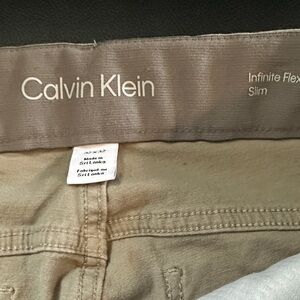 Calvin Klein
Infinite Flex
Slim
Made in
Sri Lanka
Fabriqué au
Sri Lanka